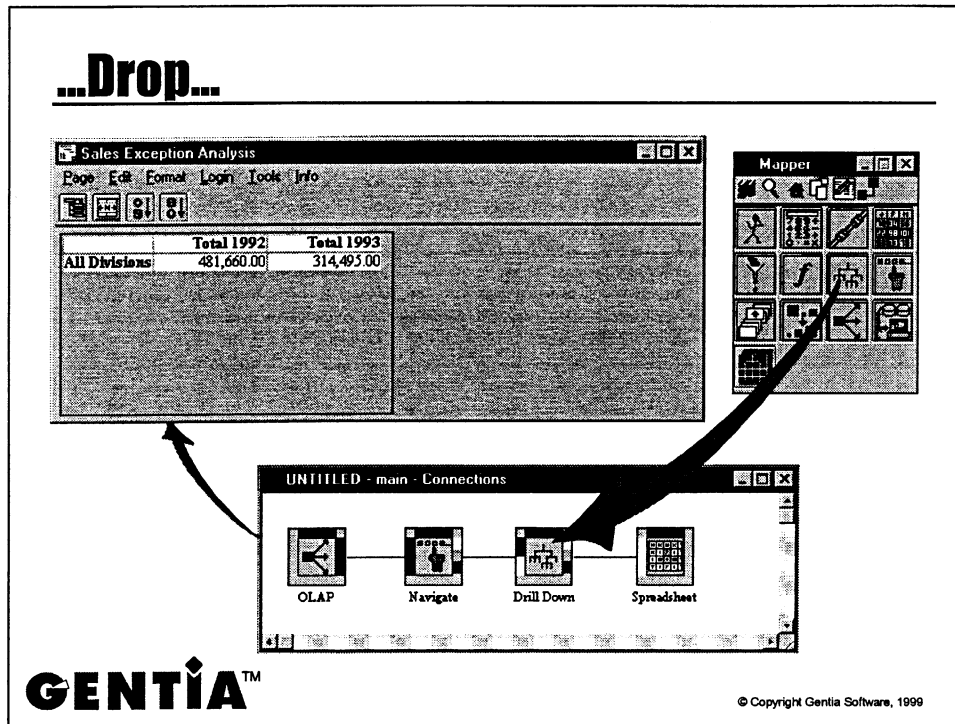 ...Drop...
Sales Exception Analysis
Page Edit Format Login Tools Info
Total 1992 Total 1993
All Divisions 481,660.00 314,495.00
Mapper
UNTITLED - main - Connections
OLAP Navigate Drill Down Spreadsheet
GENTIA™
© Copyright Gentia Software, 1999